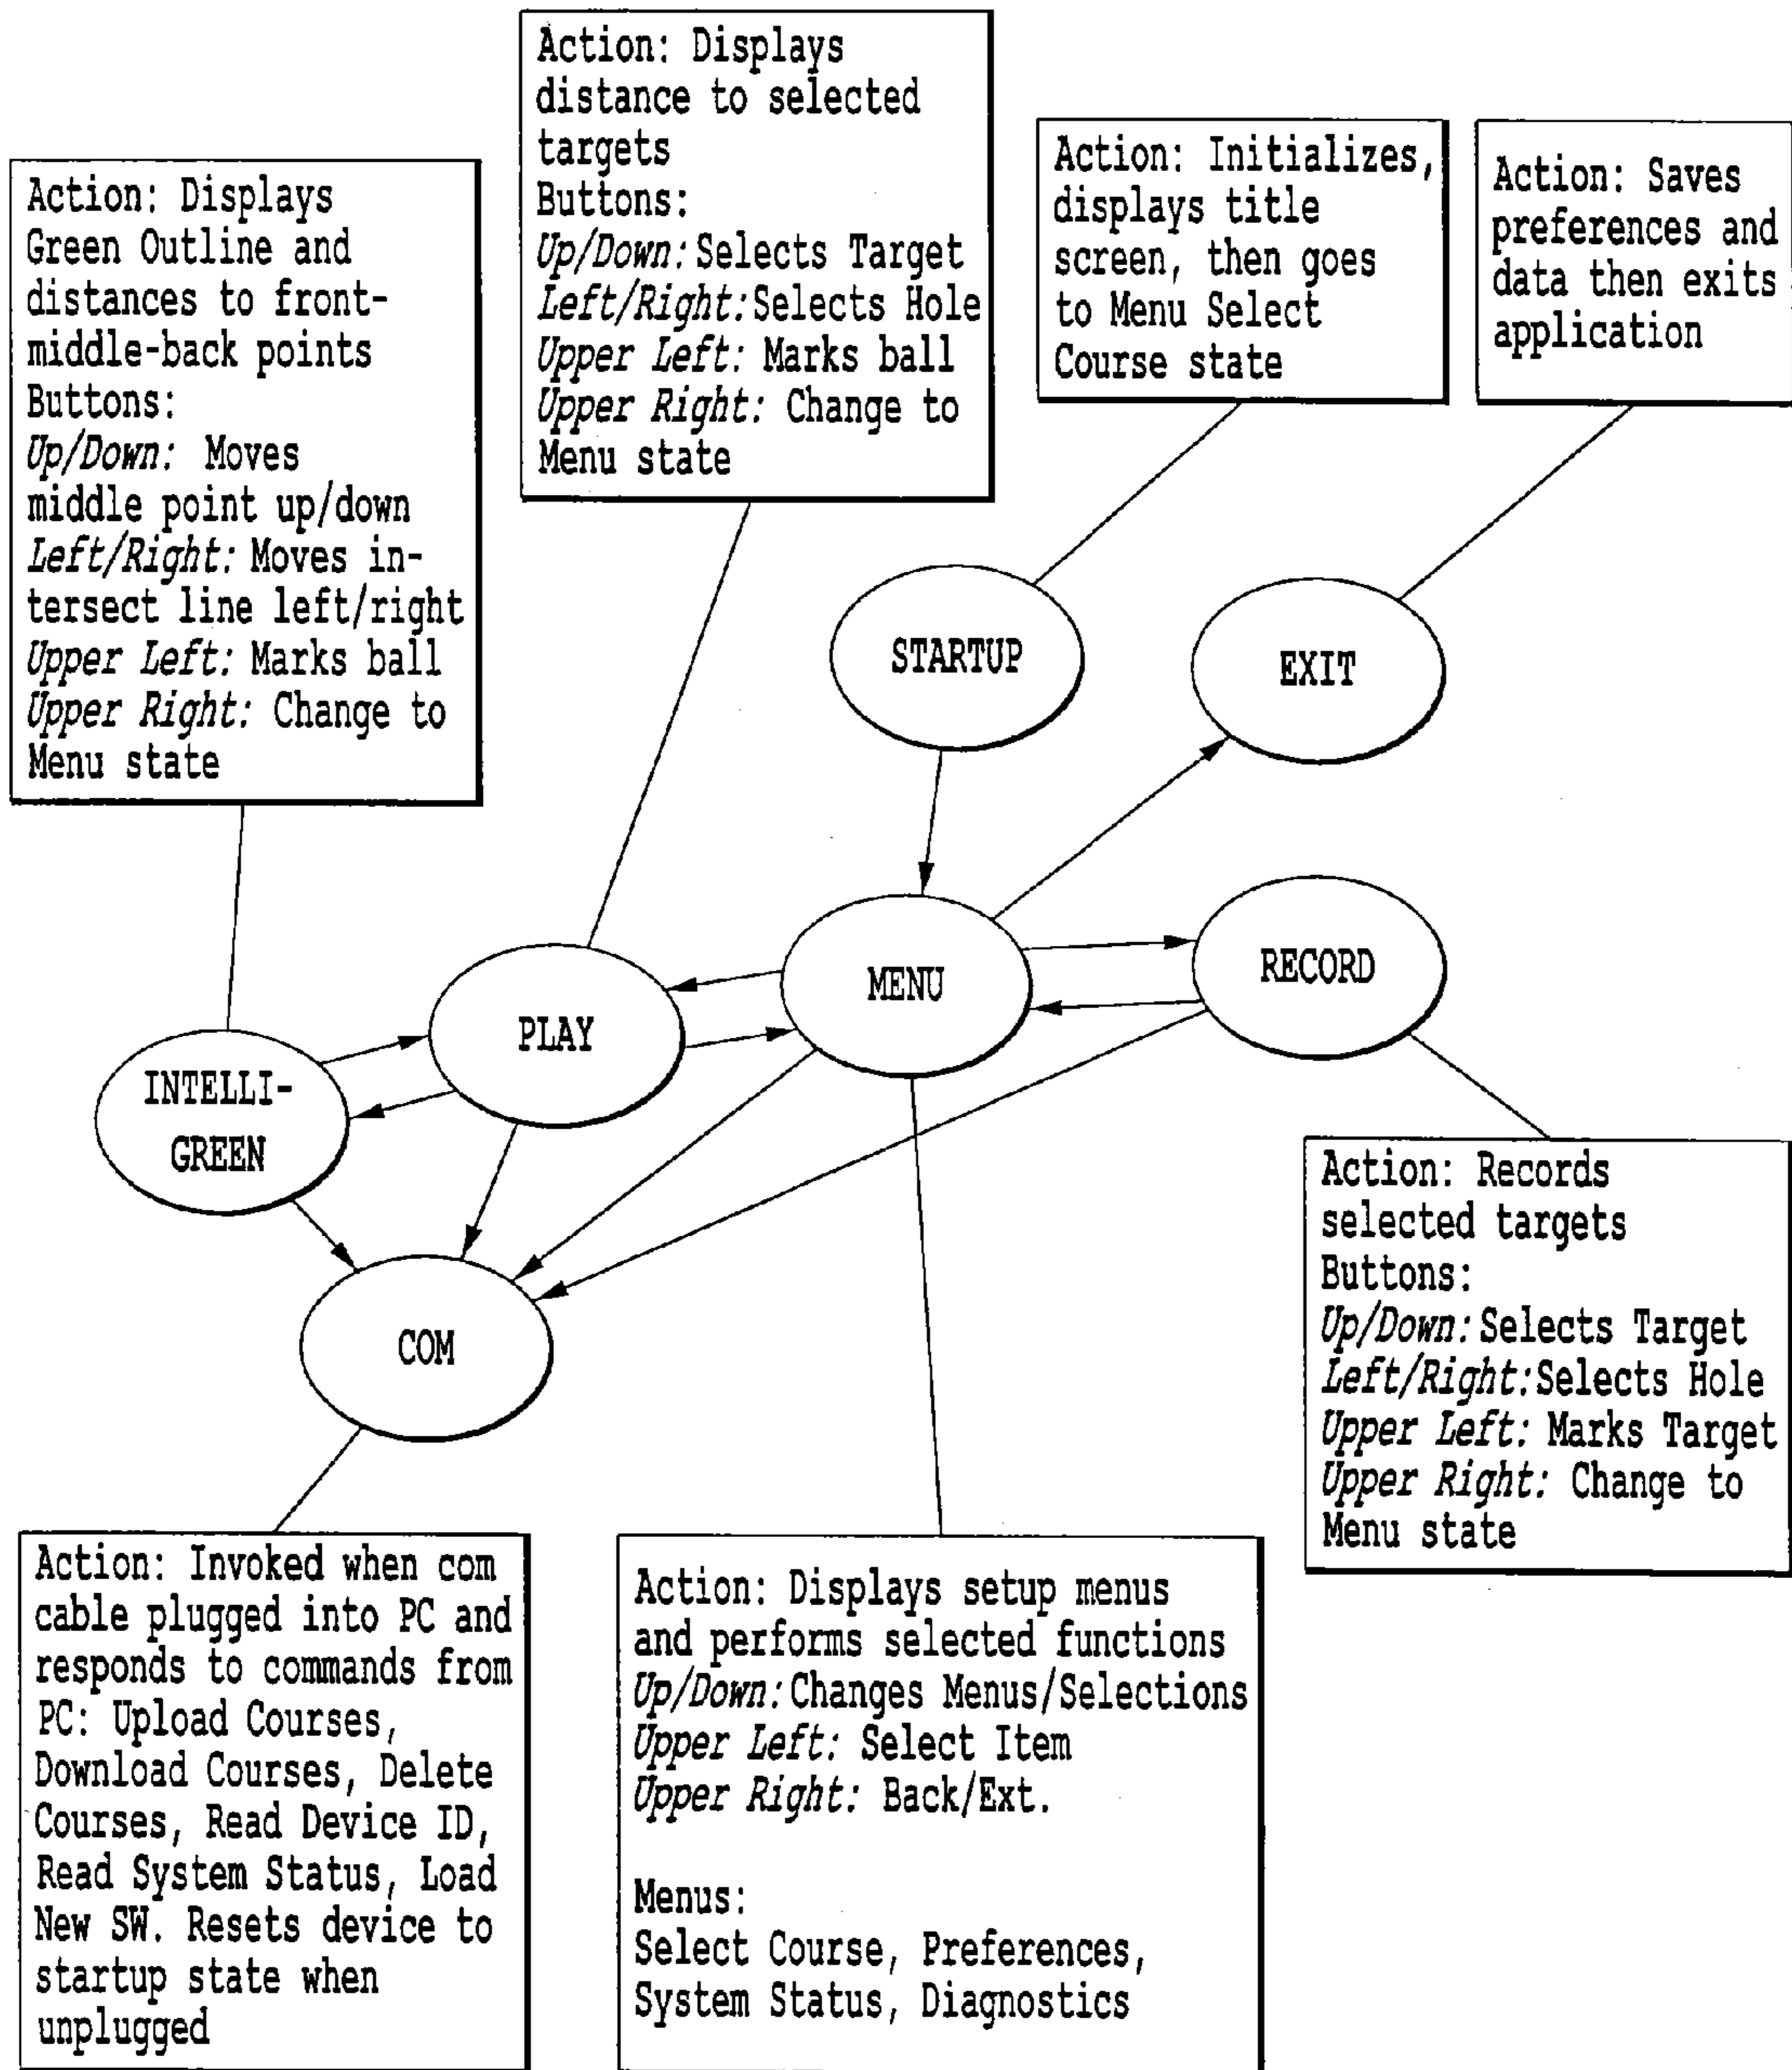 Action: Displays
distance to selected
targets
Buttons:
Up/Down: Selects Target
Left/Right: Selects Hole
Upper Left: Marks ball
Upper Right: Change to
Menu state
Action: Initializes,
displays title
screen, then goes
to Menu Select
Course state
Action: Saves
preferences and
data then exits
application
Action: Displays
Green Outline and
distances to front-
middle-back points
Buttons:
Up/Down: Moves
middle point up/down
Left/Right: Moves in-
tersect line left/right
Upper Left: Marks ball
Upper Right: Change to
Menu state
STARTUP
EXIT
MENU
RECORD
PLAY
INTELLI-
GREEN
COM
Action: Records
selected targets
Buttons:
Up/Down: Selects Target
Left/Right: Selects Hole
Upper Left: Marks Target
Upper Right: Change to
Menu state
Action: Invoked when com
cable plugged into PC and
responds to commands from
PC: Upload Courses,
Download Courses, Delete
Courses, Read Device ID,
Read System Status, Load
New SW. Resets device to
startup state when
unplugged
Action: Displays setup menus
and performs selected functions
Up/Down: Changes Menus/Selections
Upper Left: Select Item
Upper Right: Back/Ext.
Menus:
Select Course, Preferences,
System Status, Diagnostics